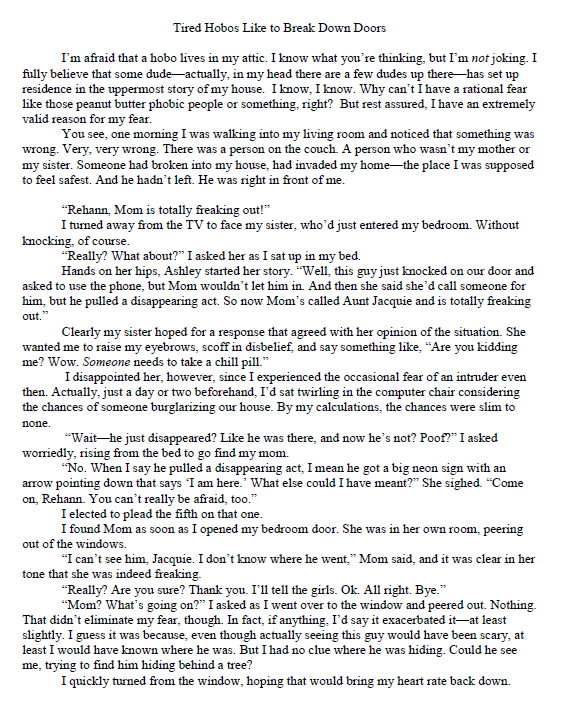 Tired Hobos Like to Break Down Doors
I’m afraid that a hobo lives in my attic. I know what you’re thinking, but I’m not joking. I
fully believe that some dude—actually, in my head there are a few dudes up there—has set up
residence in the uppermost story of my house.  I know, I know. Why can’t I have a rational fear
like those peanut butter phobic people or something, right?  But rest assured, I have an extremely
valid reason for my fear.
You see, one morning I was walking into my living room and noticed that something was
wrong. Very, very wrong. There was a person on the couch. A person who wasn’t my mother or
my sister. Someone had broken into my house, had invaded my home—the place I was supposed
to feel safest. And he hadn’t left. He was right in front of me.
“Rehann, Mom is totally freaking out!”
I turned away from the TV to face my sister, who’d just entered my bedroom. Without
knocking, of course.
“Really? What about?” I asked her as I sat up in my bed.
Hands on her hips, Ashley started her story. “Well, this guy just knocked on our door and
asked to use the phone, but Mom wouldn’t let him in. And then she said she’d call someone for
him, but he pulled a disappearing act. So now Mom’s called Aunt Jacquie and is totally freaking
out.”
Clearly my sister hoped for a response that agreed with her opinion of the situation. She
wanted me to raise my eyebrows, scoff in disbelief, and say something like, “Are you kidding
me? Wow. Someone needs to take a chill pill.”
I disappointed her, however, since I experienced the occasional fear of an intruder even
then. Actually, just a day or two beforehand, I’d sat twirling in the computer chair considering
the chances of someone burglarizing our house. By my calculations, the chances were slim to
none.
“Wait—he just disappeared? Like he was there, and now he’s not? Poof?” I asked
worriedly, rising from the bed to go find my mom.
“No. When I say he pulled a disappearing act, I mean he got a big neon sign with an
arrow pointing down that says ‘I am here.’ What else could I have meant?” She sighed. “Come
on, Rehann. You can’t really be afraid, too.”
I elected to plead the fifth on that one.
I found Mom as soon as I opened my bedroom door. She was in her own room, peering
out of the windows.
“I can’t see him, Jacquie. I don’t know where he went,” Mom said, and it was clear in her
tone that she was indeed freaking.
“Really? Are you sure? Thank you. I’ll tell the girls. Ok. All right. Bye.”
“Mom? What’s going on?” I asked as I went over to the window and peered out. Nothing.
That didn’t eliminate my fear, though. In fact, if anything, I’d say it exacerbated it—at least
slightly. I guess it was because, even though actually seeing this guy would have been scary, at
least I would have known where he was. But I had no clue where he was hiding. Could he see
me, trying to find him hiding behind a tree?
I quickly turned from the window, hoping that would bring my heart rate back down.